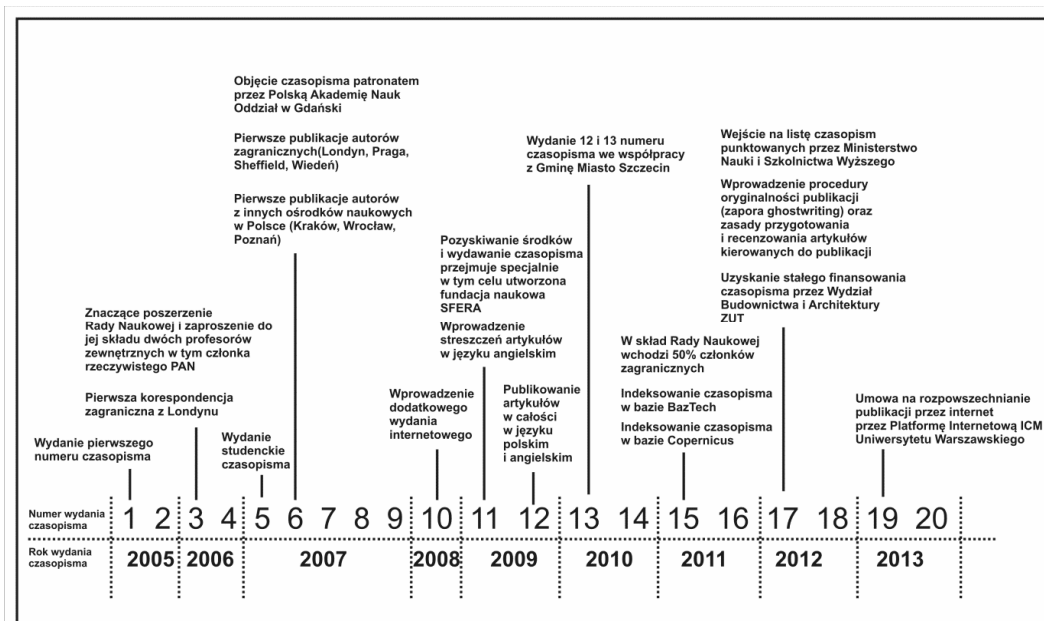 Objęcie czasopisma patronatem
przez Polską Akademię Nauk
Oddział w Gdański
Pierwsze publikacje autorów
zagranicznych(Londyn, Praga,
Sheffield, Wiedeń)
Pierwsze publikacje autorów
z innych ośrodków naukowych
w Polsce (Kraków, Wrocław,
Poznań)
Wydanie 12 i 13 numeru
czasopisma we współpracy
z Gminę Miasto Szczecin
Wejście na listę czasopism
punktowanych przez Ministerstwo
Nauki i Szkolnictwa Wyższego
Wprowadzenie procedury
oryginalności publikacji
(zapora ghostwriting) oraz
zasady przygotowania
i recenzowania artykułów
kierowanych do publikacji
Uzyskanie stałego finansowania
czasopisma przez Wydział
Budownictwa i Architektury
ZUT
Pozyskiwanie środków
i wydawanie czasopisma
przejmuje specjalnie
w tym celu utworzona
fundacja naukowa
SFERA
Wprowadzenie
streszczeń artykułów
w języku angielskim
Znaczące poszerzenie
Rady Naukowej i zaproszenie do
jej składu dwóch profesorów
zewnętrznych w tym członka
rzeczywistego PAN
Pierwsza korespondencja
zagraniczna z Londynu
W skład Rady Naukowej
wchodzi 50% członków
zagranicznych
Indeksowanie czasopisma
w bazie BazTech
Indeksowanie czasopisma
w bazie Copernicus
Wprowadzenie
dodatkowego
wydania
internetowego
Publikowanie
artykułów
w całości
w języku
polskim
i angielskim
Umowa na rozpowszechnianie
publikacji przez internet
przez Platformę Internetową ICM
Uniwersytetu Warszawskiego
Wydanie pierwszego
numeru czasopisma
Wydanie
studenckie
czasopisma
Numer wydania
czasopisma
1 2 3 4 5 6 7 8 9 10 11 12 13 14 15 16 17 18 19 20
Rok wydania
czasopisma
2005 2006 2007 2008 2009 2010 2011 2012 2013